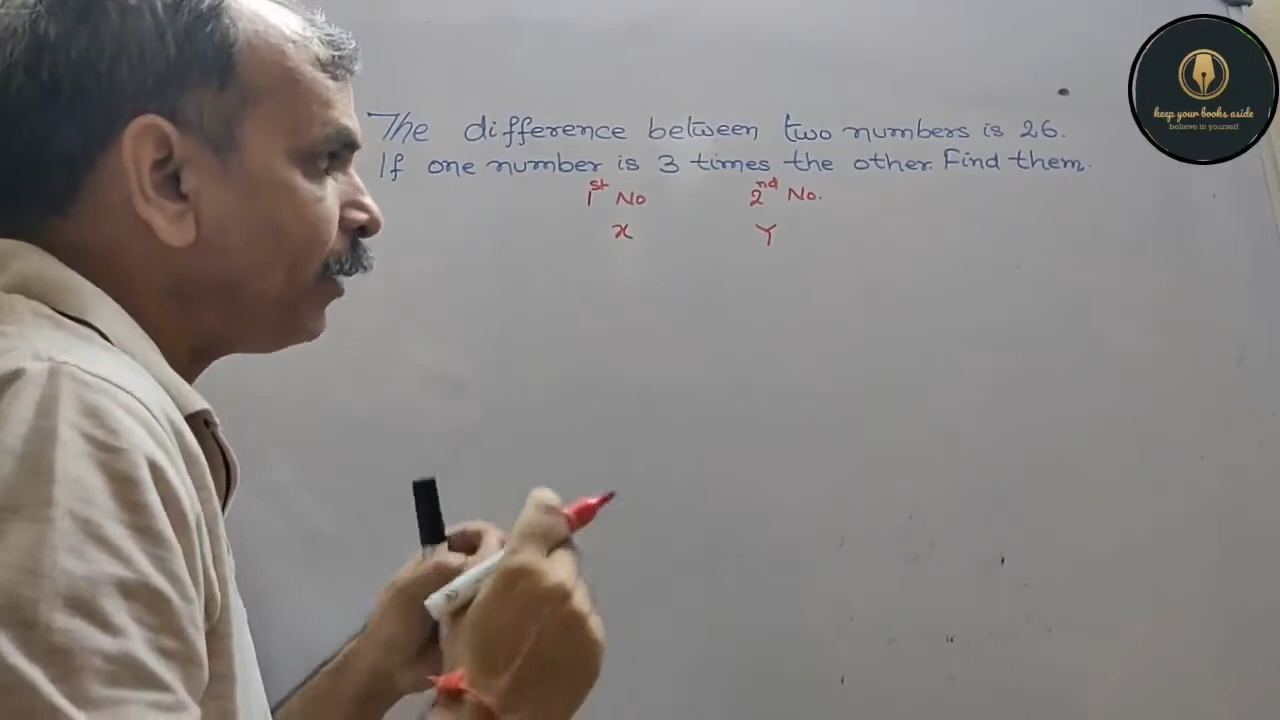 The difference between two numbers is 26.
If one number is 3 times the other. Find them.
1st No 2nd No.
x Y
keep your books aside
believe in yourself